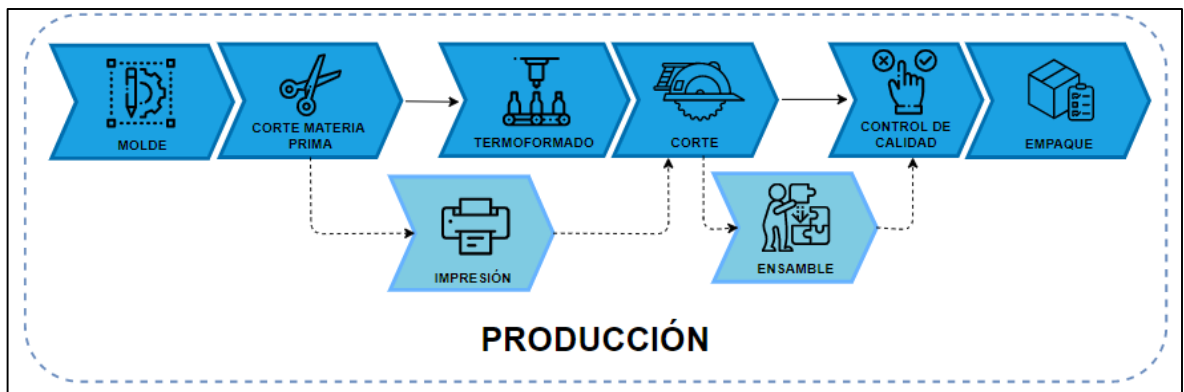 MOLDE
CORTE MATERIA
PRIMA
TERMOFORMADO
CORTE
CONTROL DE
CALIDAD
EMPAQUE
IMPRESIÓN
ENSAMBLE
PRODUCCIÓN